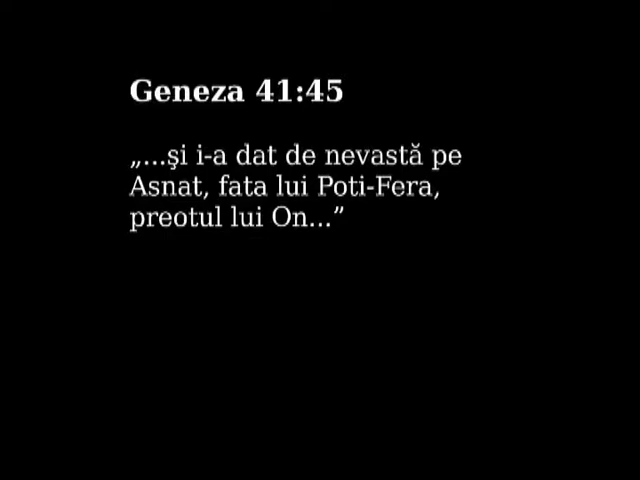 Geneza 41:45
„...şi i-a dat de nevastă pe
Asnat, fata lui Poti-Fera,
preotul lui On...”